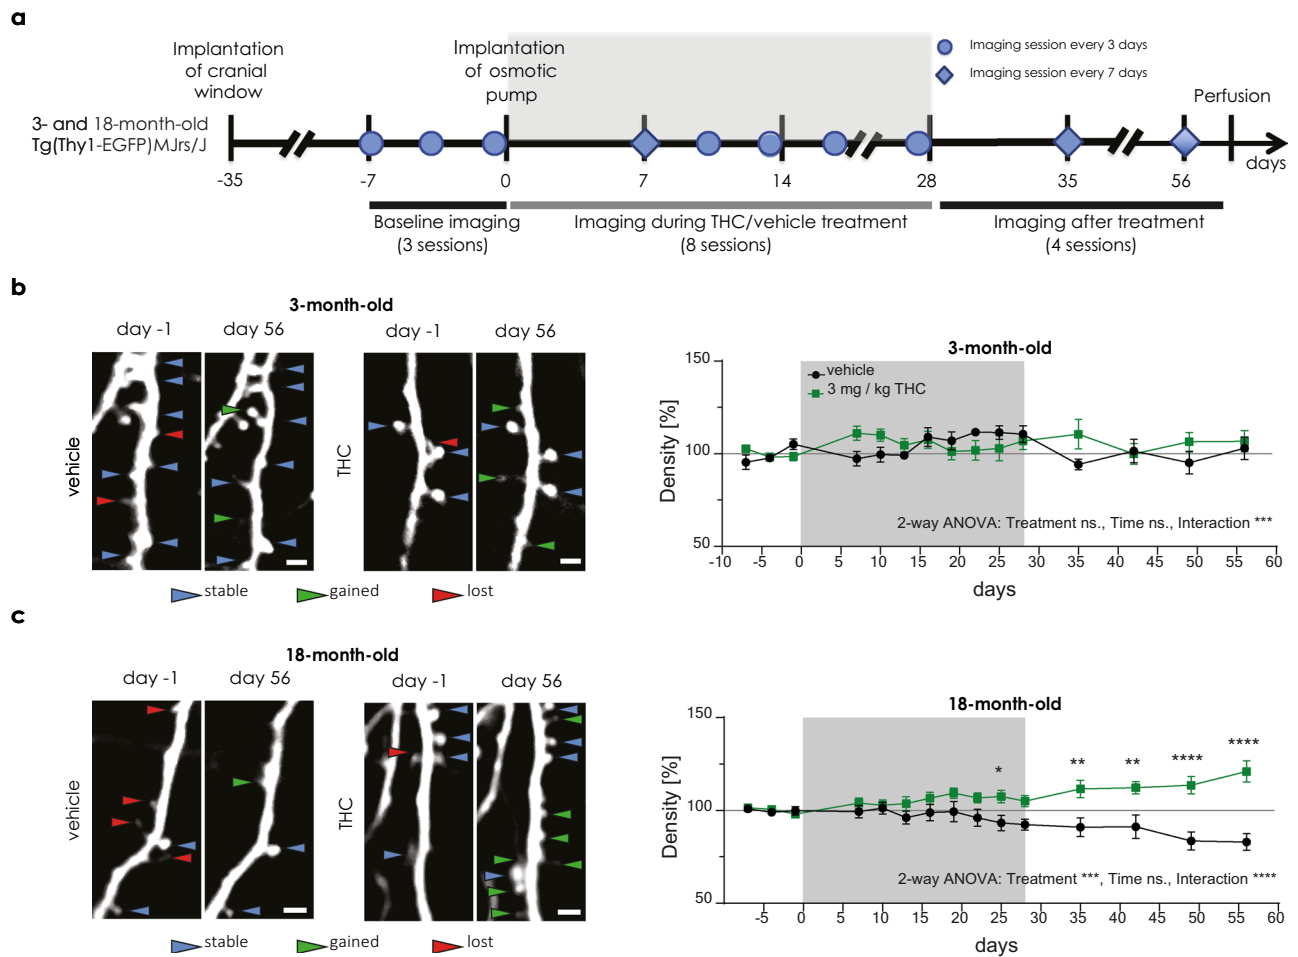 a
Implantation
of cranial
window
Implantation
of osmotic
pump
Imaging session every 3 days
Imaging session every 7 days
Perfusion
3- and 18-month-old
Tg(Thy1-EGFP)MJrs/J
-35
-7
0
7
14
28
35
56
days
Baseline imaging
(3 sessions)
Imaging during THC/vehicle treatment
(8 sessions)
Imaging after treatment
(4 sessions)
b
3-month-old
day -1
day 56
day -1
day 56
vehicle
THC
stable
gained
lost
3-month-old
150
100
50
Density [%]
vehicle
3 mg / kg THC
2-way ANOVA: Treatment ns., Time ns., Interaction ***
-10 -5 0 5 10 15 20 25 30 35 40 45 50 55 60
days
c
18-month-old
day -1
day 56
day -1
day 56
vehicle
THC
stable
gained
lost
18-month-old
150
100
50
Density [%]
* ** ** **** ****
2-way ANOVA: Treatment ***, Time ns., Interaction ****
-5 0 5 10 15 20 25 30 35 40 45 50 55 60
days